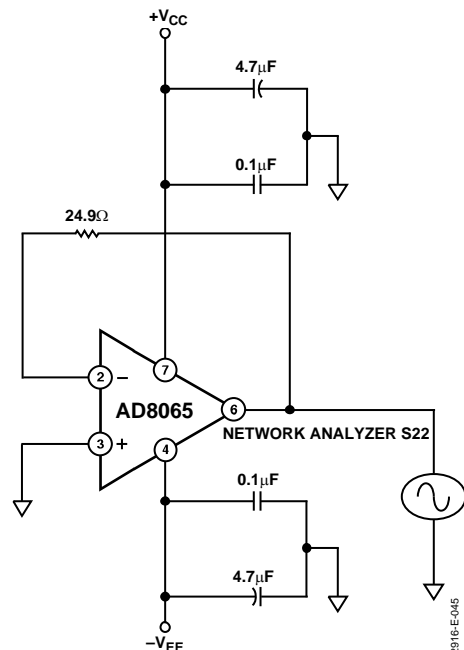 +VCC
4.7µF
0.1µF
24.9Ω
2
−
7
AD8065
6
3
+
4
NETWORK ANALYZER S22
0.1µF
4.7µF
−VEE
2916-E-045